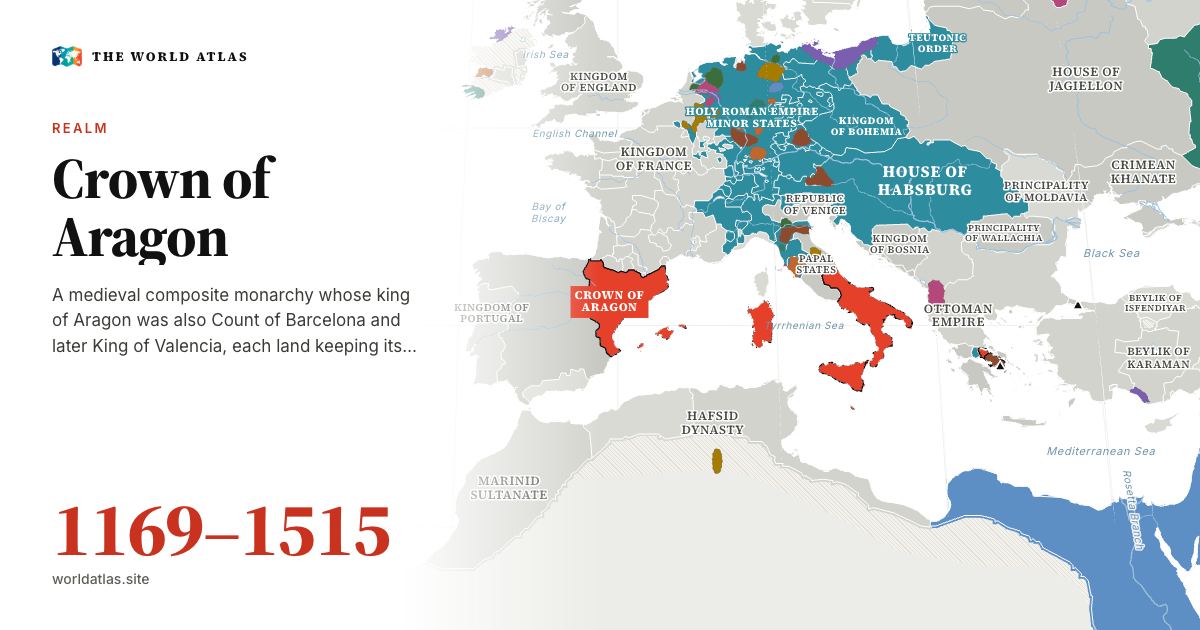 THE WORLD ATLAS
REALM
Crown of
Aragon
A medieval composite monarchy whose king
of Aragon was also Count of Barcelona and
later King of Valencia, each land keeping its…
1169–1515
worldatlas.site
Irish Sea
KINGDOM
OF ENGLAND
English Channel
KINGDOM
OF FRANCE
Bay of
Biscay
KINGDOM OF
PORTUGAL
CROWN OF
ARAGON
TEUTONIC
ORDER
HOLY ROMAN EMPIRE
MINOR STATES
KINGDOM
OF BOHEMIA
HOUSE OF
JAGIELLON
HOUSE OF
HABSBURG
CRIMEAN
KHANATE
PRINCIPALITY
OF MOLDAVIA
REPUBLIC
OF VENICE
PRINCIPALITY
OF WALLACHIA
KINGDOM
OF BOSNIA
Black Sea
PAPAL
STATES
OTTOMAN
EMPIRE
BEYLIK OF
ISFENDIYAR
Tyrrhenian Sea
BEYLIK OF
KARAMAN
HAFSID
DYNASTY
Mediterranean Sea
MARINID
SULTANATE
Rosetta Branch